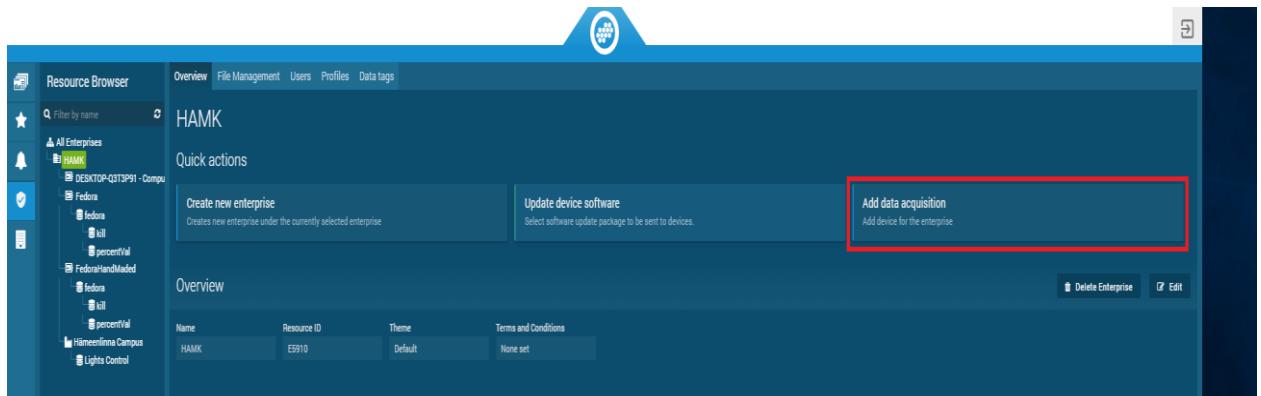 Resource Browser
Filter by name
All Enterprises
HAMK
DESKTOP-Q3T3P91 - Compu
Fedora
fedora
kill
percentVal
FedoraHandMaded
fedora
kill
percentVal
Hämeenlinna Campus
Lights Control
Overview File Management Users Profiles Data tags
HAMK
Quick actions
Create new enterprise
Creates new enterprise under the currently selected enterprise
Update device software
Select software update package to be sent to devices.
Add data acquisition
Add device for the enterprise
Overview
Delete Enterprise Edit
Name Resource ID Theme Terms and Conditions
HAMK E5910 Default None set